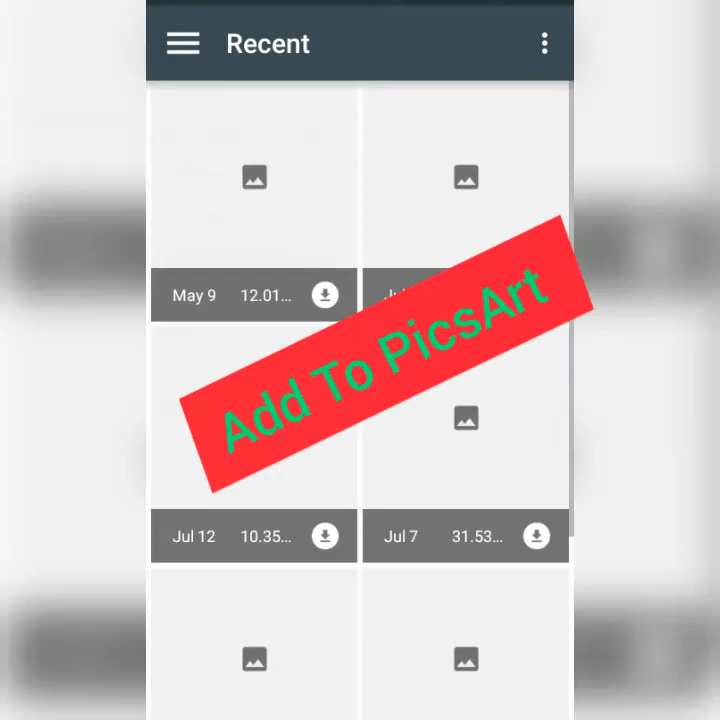 Recent
May 9 12.01...
Add To PicsArt
Jul 12 10.35...
Jul 7 31.53...